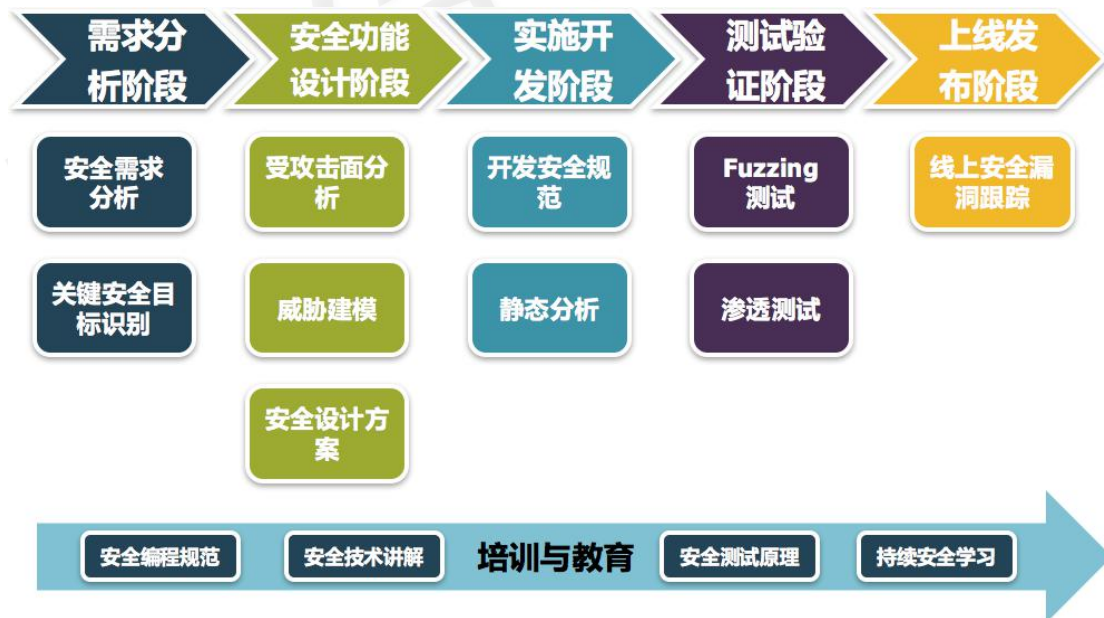 需求分
析阶段
安全功能
设计阶段
实施开
发阶段
测试验
证阶段
上线发
布阶段
安全需求
分析
受攻击面分
析
开发安全规
范
Fuzzing
测试
线上安全漏
洞跟踪
关键安全目
标识别
威胁建模
静态分析
渗透测试
安全设计方
案
安全编程规范
安全技术讲解
培训与教育
安全测试原理
持续安全学习